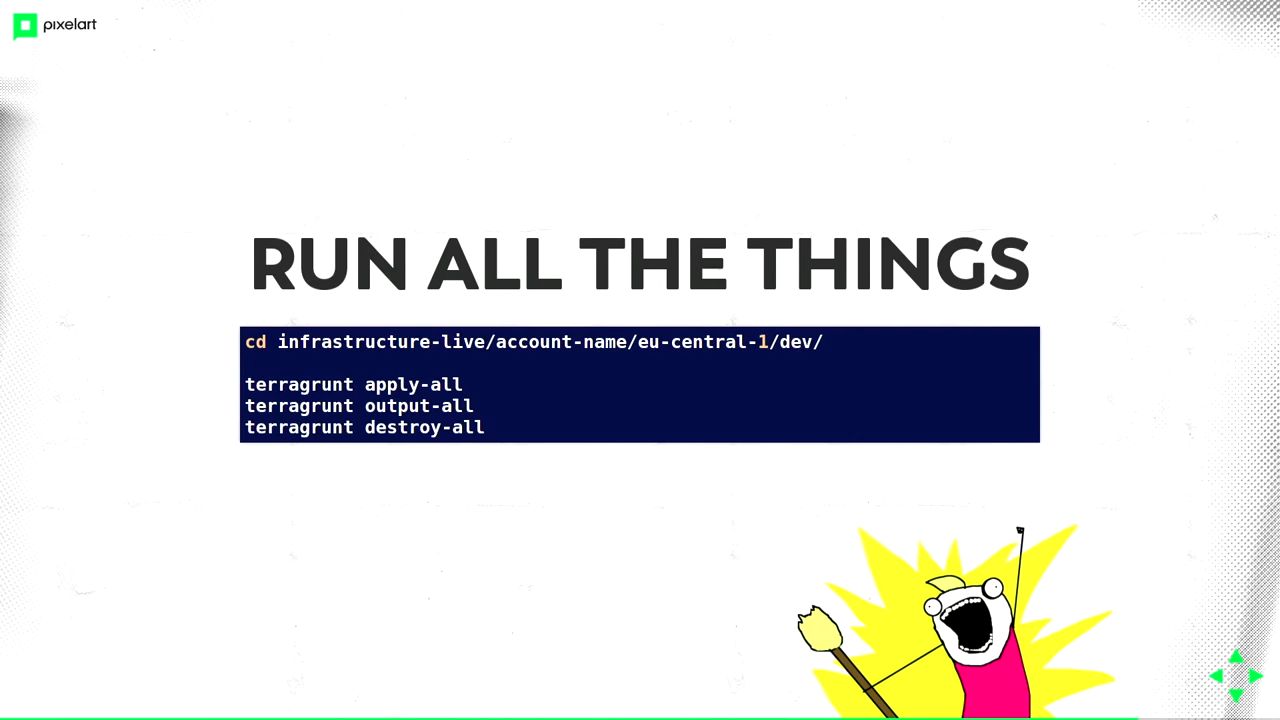 pixelart
RUN ALL THE THINGS
cd infrastructure-live/account-name/eu-central-1/dev/
terragrunt apply-all
terragrunt output-all
terragrunt destroy-all